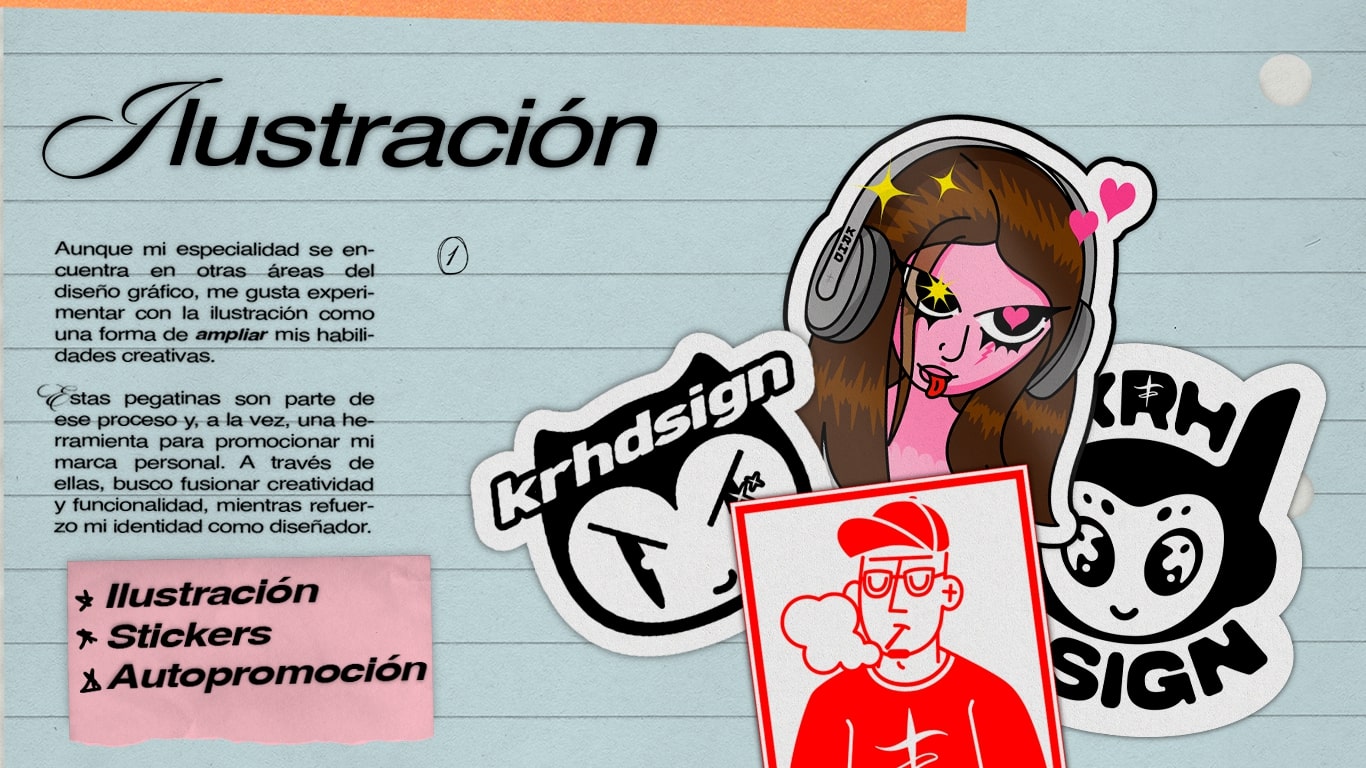 Ilustración
Aunque mi especialidad se en-
cuentra en otras áreas del
diseño gráfico, me gusta experi-
mentar con la ilustración como
una forma de ampliar mis habili-
dades creativas.
1
Estas pegatinas son parte de
ese proceso y, a la vez, una he-
rramienta para promocionar mi
marca personal. A través de
ellas, busco fusionar creatividad
y funcionalidad, mientras refuer-
zo mi identidad como diseñador.
Ilustración
Stickers
Autopromoción
krhdsign
KRHD
KRH
SIGN